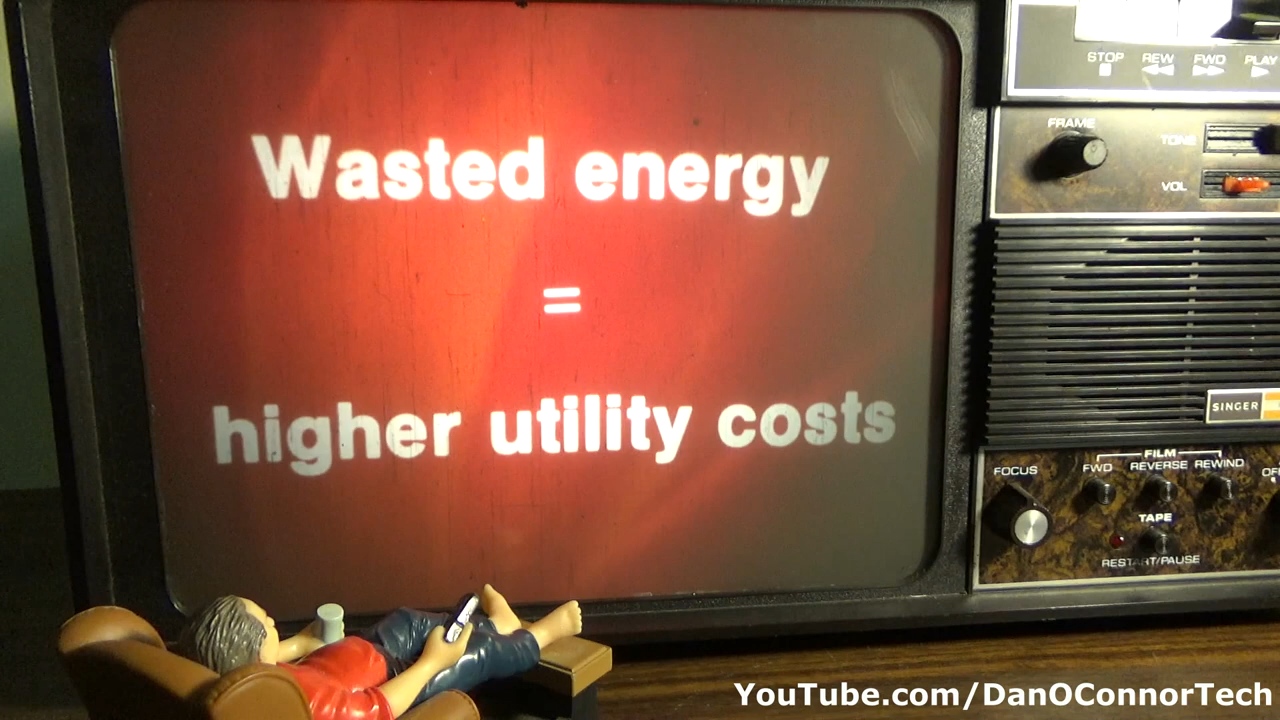 Wasted energy
=
higher utility costs
STOP REW FWD PLAY
FRAME
TONE
VOL
SINGER
FILM
FOCUS FWD REVERSE REWIND
TAPE
RESTART/PAUSE
YouTube.com/DanOConnorTech